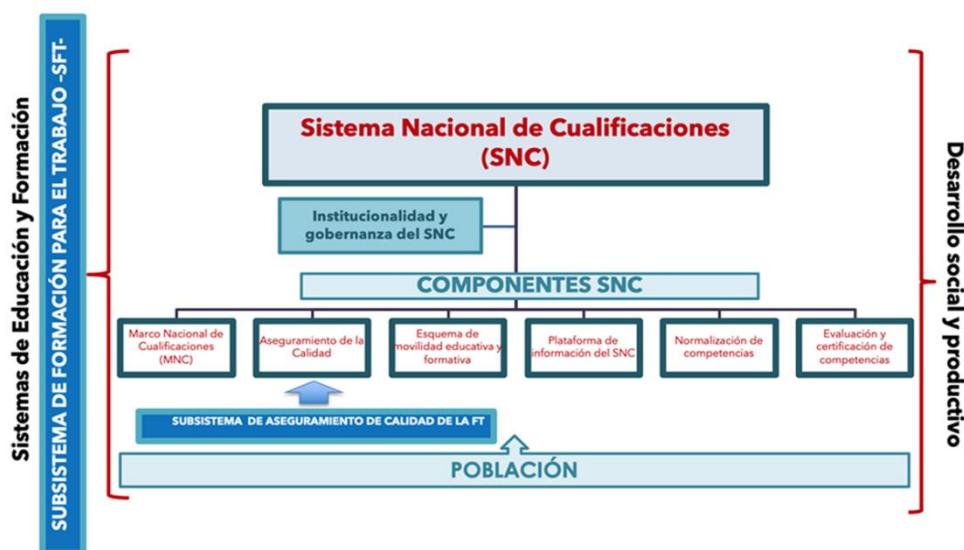 Sistemas de Educación y Formación
SUBSISTEMA DE FORMACIÓN PARA EL TRABAJO -SFT-
Sistema Nacional de Cualificaciones
(SNC)
Institucionalidad y
gobernanza del SNC
COMPONENTES SNC
Marco Nacional de
Cualificaciones
(MNC)
Aseguramiento de la
Calidad
Esquema de
movilidad educativa y
formativa
Plataforma de
información del SNC
Normalización de
competencias
Evaluación y
certificación de
competencias
SUBSISTEMA DE ASEGURAMIENTO DE CALIDAD DE LA FT
POBLACIÓN
Desarrollo social y productivo